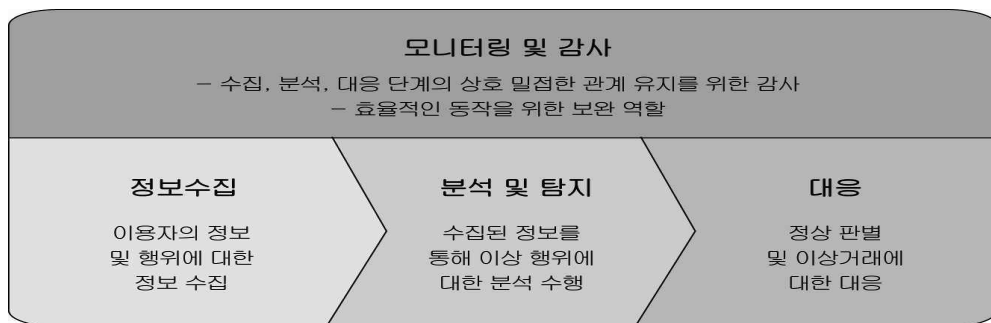 모니터링 및 감사
– 수집, 분석, 대응 단계의 상호 밀접한 관계 유지를 위한 감사
– 효율적인 동작을 위한 보완 역할
정보수집
이용자의 정보
및 행위에 대한
정보 수집
분석 및 탐지
수집된 정보를
통해 이상 행위에
대한 분석 수행
대응
정상 판별
및 이상거래에
대한 대응